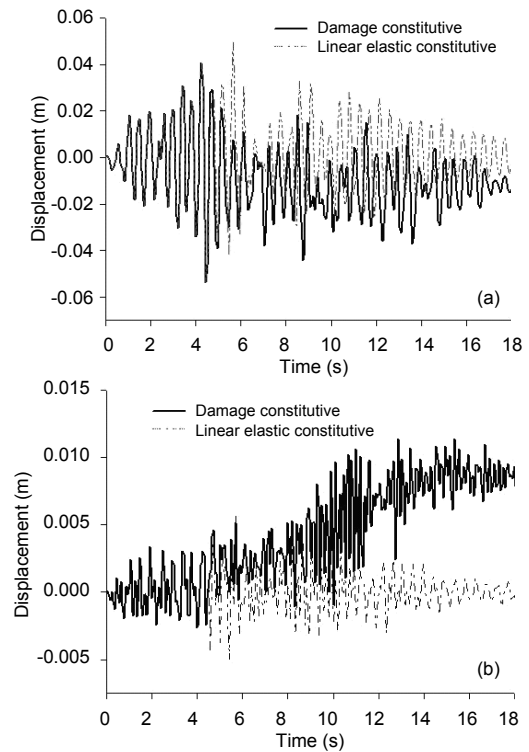 0.06
0.04
0.02
0.00
-0.02
-0.04
-0.06
Displacement (m)
Damage constitutive
Linear elastic constitutive
(a)
0 2 4 6 8 10 12 14 16 18
Time (s)
0.015
0.010
0.005
0.000
-0.005
Displacement (m)
Damage constitutive
Linear elastic constitutive
(b)
0 2 4 6 8 10 12 14 16 18
Time (s)